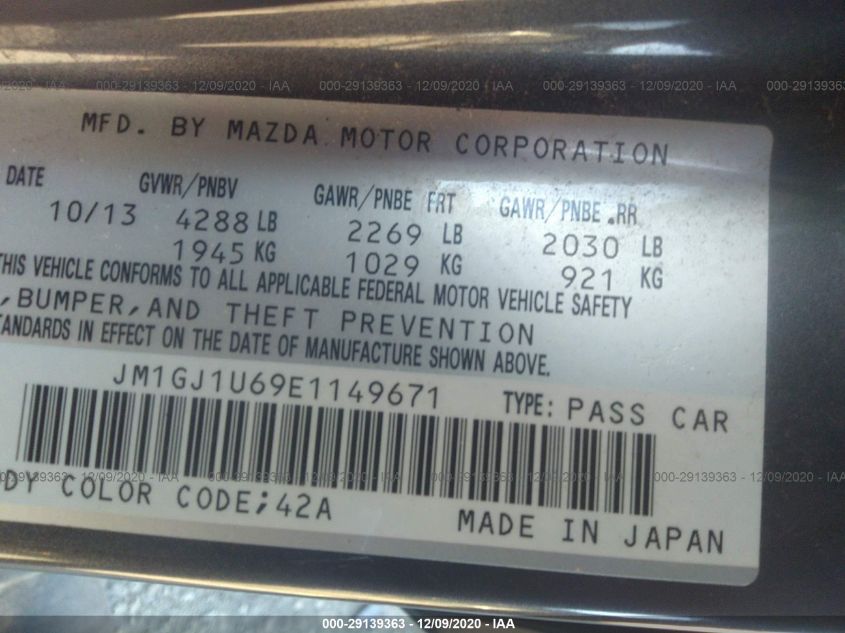 000-29139363 - 12/09/2020 - IAA 000-29139363 - 12/09/2020 - IAA
MFD. BY MAZDA MOTOR CORPORATION
DATE GVWR/PNBV GAWR/PNBE FRT GAWR/PNBE .RR
10/13 4288 LB 2269 LB 2030 LB
1945 KG 1029 KG 921 KG
THIS VEHICLE CONFORMS TO ALL APPLICABLE FEDERAL MOTOR VEHICLE SAFETY
,BUMPER,AND THEFT PREVENTION
TANDARDS IN EFFECT ON THE DATE OF MANUFACTURE SHOWN ABOVE.
JM1GJ1U69E1149671 TYPE: PASS CAR
000-29139363 - 12/09/2020 - IAA
DY COLOR CODE;42A
MADE IN JAPAN
000-29139363 - 12/09/2020 - IAA